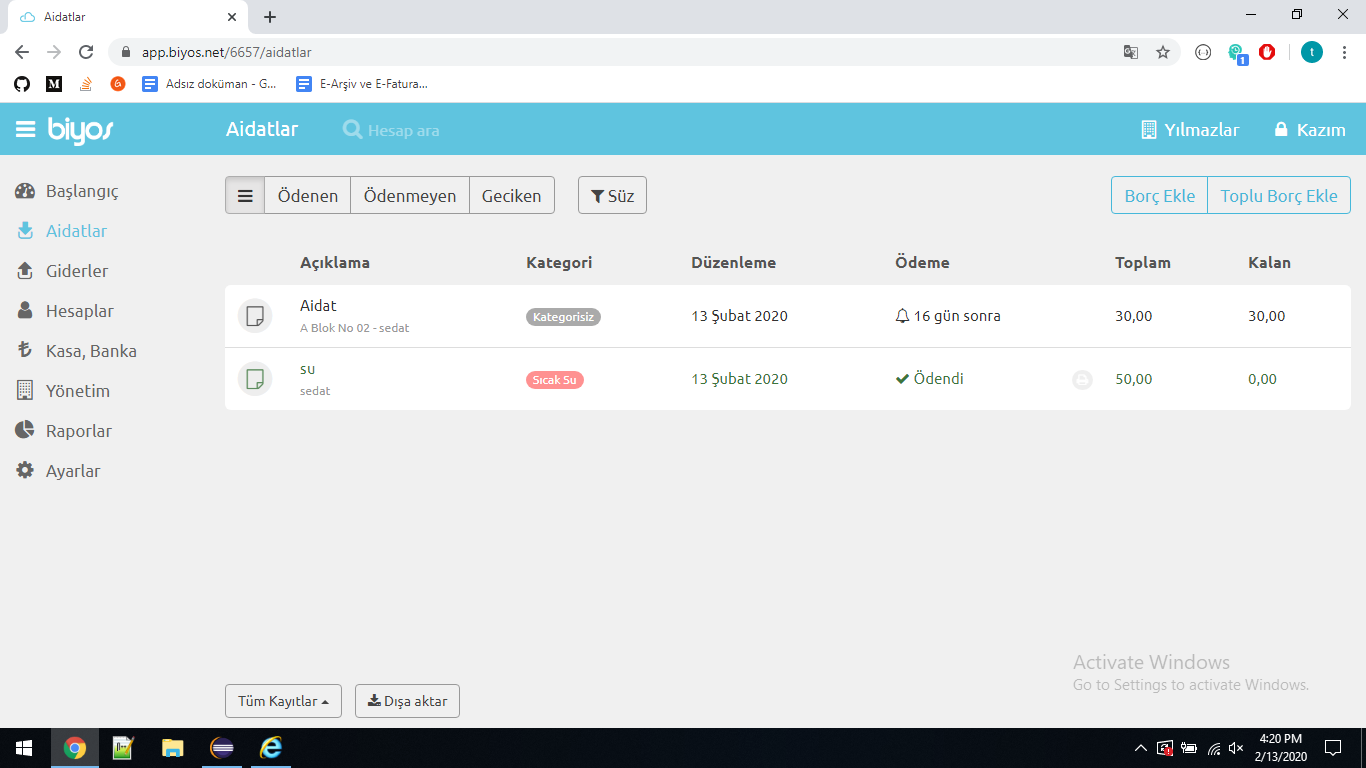 Aidatlar
app.biyos.net/6657/aidatlar
t
1
M
Adsız doküman - G...
E-Arşiv ve E-Fatura...
biyos
Aidatlar
Hesap ara
Yılmazlar
Kazım
Başlangıç
Aidatlar
Giderler
Hesaplar
Kasa, Banka
Yönetim
Raporlar
Ayarlar
Ödenen
Ödenmeyen
Geciken
Süz
Borç Ekle
Toplu Borç Ekle
Açıklama Kategori Düzenleme Ödeme Toplam Kalan
Aidat
A Blok No 02 - sedat
Kategorisiz
13 Şubat 2020
16 gün sonra
30,00
30,00
su
sedat
Sıcak Su
13 Şubat 2020
Ödendi
50,00
0,00
Tüm Kayıtlar
Dışa aktar
Activate Windows
Go to Settings to activate Windows.
4:20 PM
2/13/2020